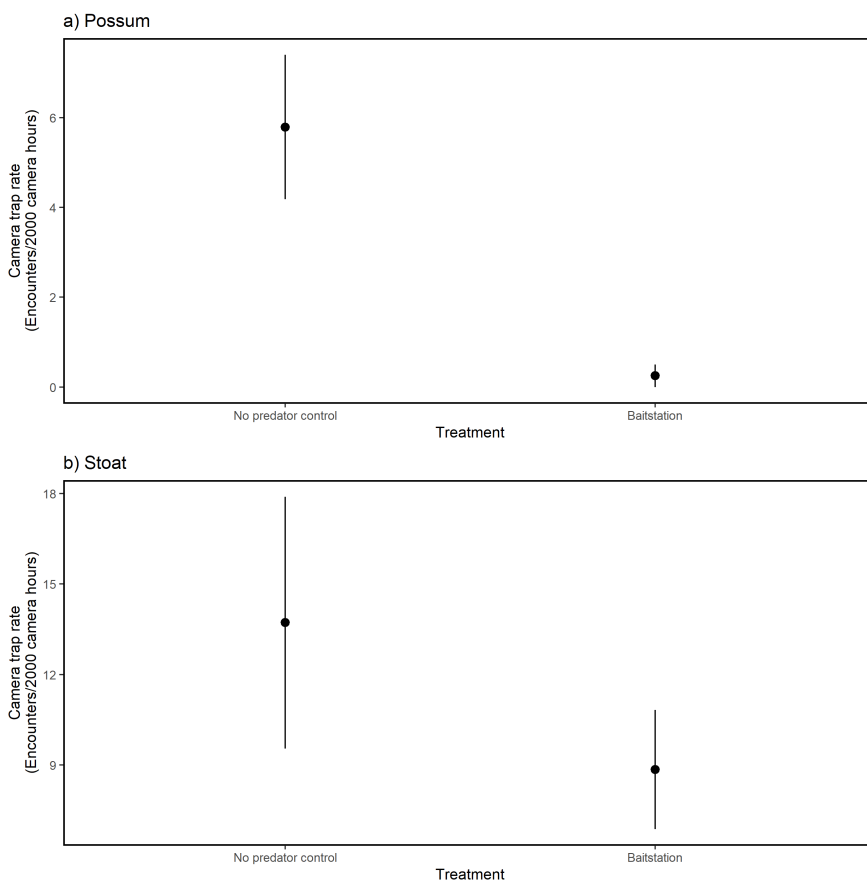 a) Possum
Camera trap rate
(Encounters/2000 camera hours)
6
4
2
0
No predator control
Baitstation
Treatment
b) Stoat
Camera trap rate
(Encounters/2000 camera hours)
18
15
12
9
No predator control
Baitstation
Treatment